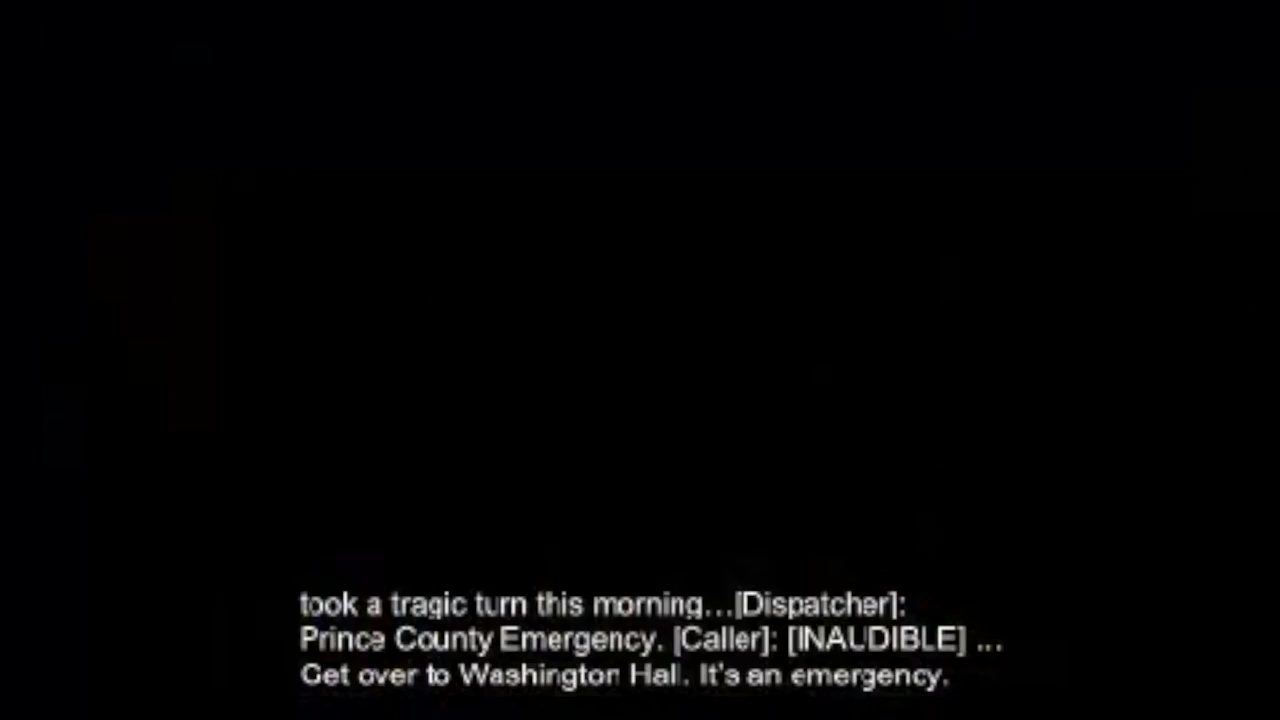 took a tragic turn this morning...[Dispatcher]:
Prince County Emergency. [Caller]: [INAUDIBLE] ...
Get over to Washington Hall. It's an emergency.